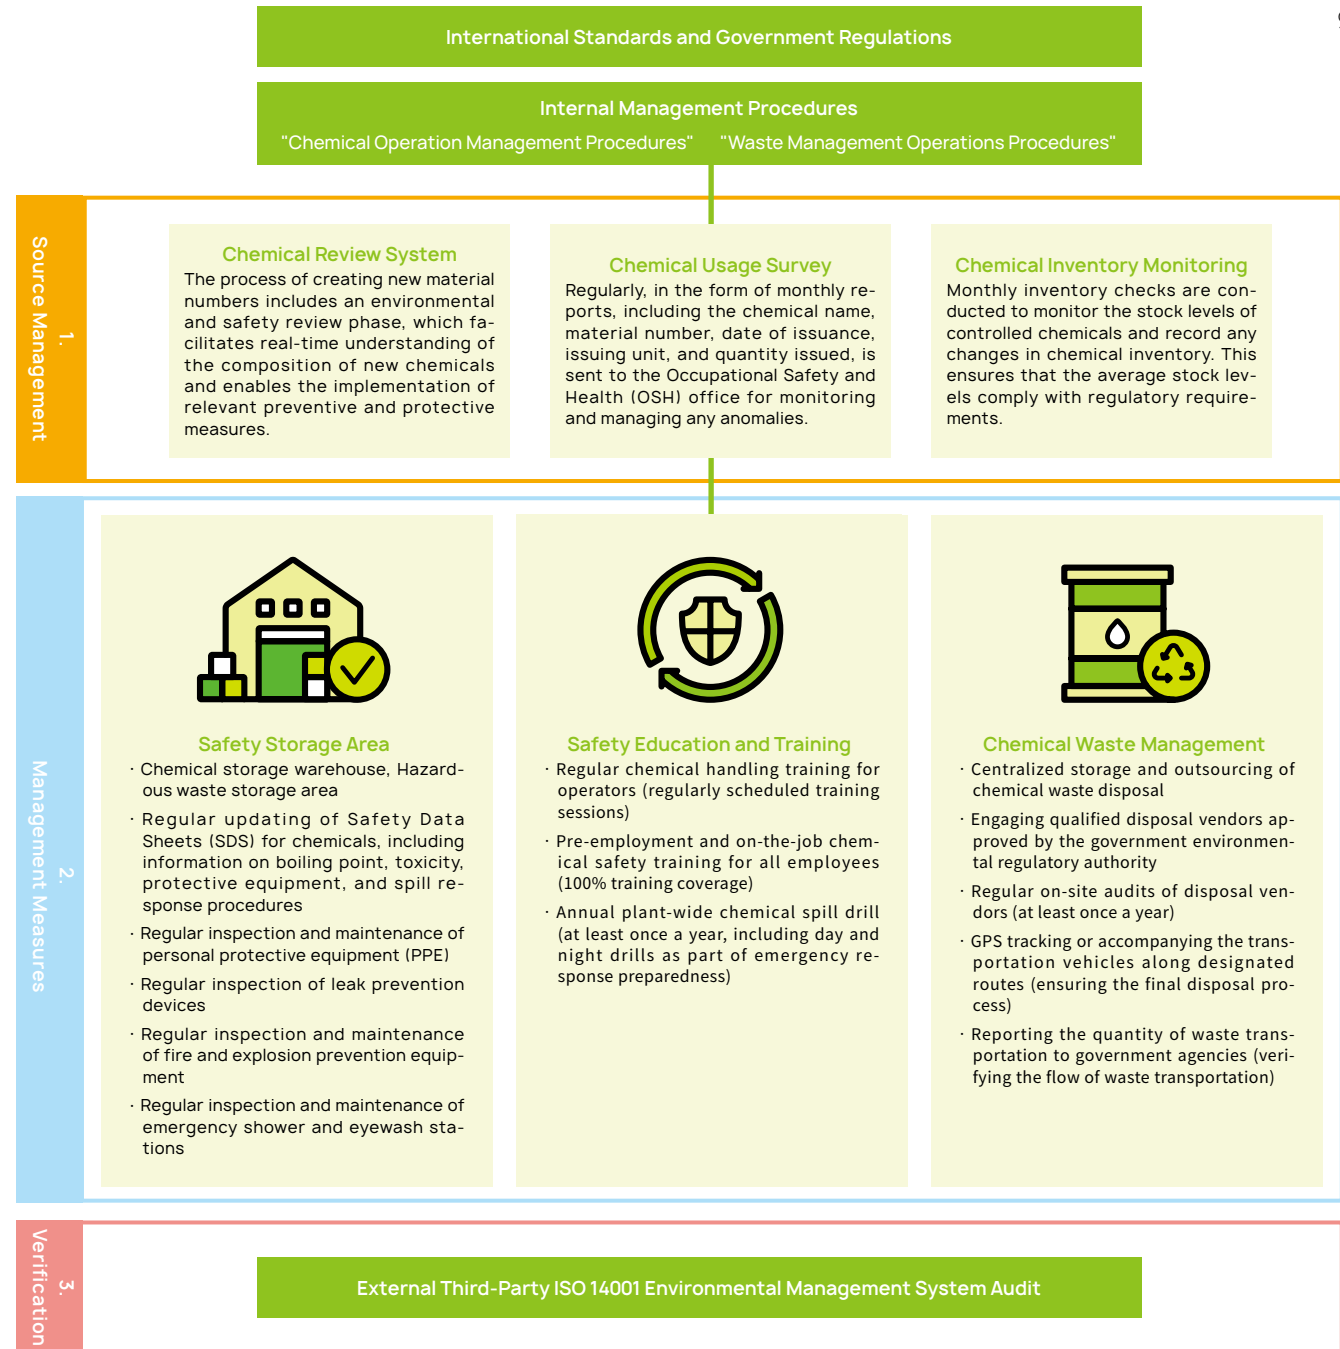 International Standards and Government Regulations
Internal Management Procedures
"Chemical Operation Management Procedures" "Waste Management Operations Procedures"
1.
Source Management
Chemical Review System
The process of creating new material
numbers includes an environmental
and safety review phase, which fa-
cilitates real-time understanding of
the composition of new chemicals
and enables the implementation of
relevant preventive and protective
measures.
Chemical Usage Survey
Regularly, in the form of monthly re-
ports, including the chemical name,
material number, date of issuance,
issuing unit, and quantity issued, is
sent to the Occupational Safety and
Health (OSH) office for monitoring
and managing any anomalies.
Chemical Inventory Monitoring
Monthly inventory checks are con-
ducted to monitor the stock levels of
controlled chemicals and record any
changes in chemical inventory. This
ensures that the average stock lev-
els comply with regulatory require-
ments.
2.
Management Measures
Safety Storage Area
· Chemical storage warehouse, Hazard-
ous waste storage area
· Regular updating of Safety Data
Sheets (SDS) for chemicals, including
information on boiling point, toxicity,
protective equipment, and spill re-
sponse procedures
· Regular inspection and maintenance of
personal protective equipment (PPE)
· Regular inspection of leak prevention
devices
· Regular inspection and maintenance
of fire and explosion prevention equip-
ment
· Regular inspection and maintenance of
emergency shower and eyewash sta-
tions
Safety Education and Training
· Regular chemical handling training for
operators (regularly scheduled training
sessions)
· Pre-employment and on-the-job chem-
ical safety training for all employees
(100% training coverage)
· Annual plant-wide chemical spill drill
(at least once a year, including day and
night drills as part of emergency re-
sponse preparedness)
Chemical Waste Management
· Centralized storage and outsourcing of
chemical waste disposal
· Engaging qualified disposal vendors ap-
proved by the government environmen-
tal regulatory authority
· Regular on-site audits of disposal ven-
dors (at least once a year)
· GPS tracking or accompanying the trans-
portation vehicles along designated
routes (ensuring the final disposal pro-
cess)
· Reporting the quantity of waste trans-
portation to government agencies (veri-
fying the flow of waste transportation)
3.
Verification
External Third-Party ISO 14001 Environmental Management System Audit